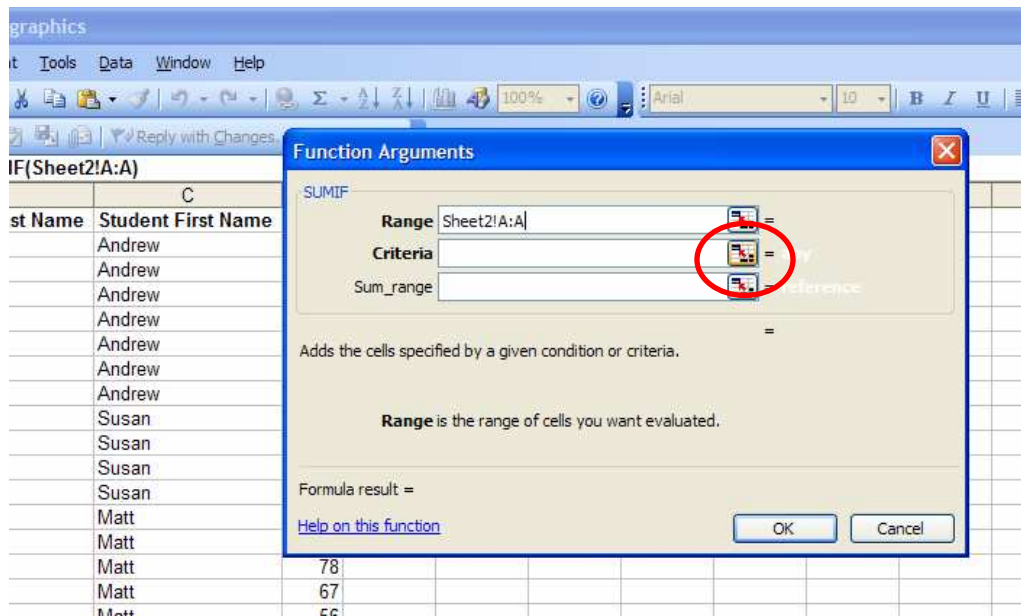 graphics
t Tools Data Window Help
100% Arial 10 B I U
Reply with Changes.
IF(Sheet2!A:A)
C
st Name Student First Name
Andrew
Andrew
Andrew
Andrew
Andrew
Andrew
Andrew
Susan
Susan
Susan
Susan
Matt
Matt
Matt 78
Matt 67
Matt 56
Function Arguments
SUMIF
Range Sheet2!A:A =
Criteria =
Sum_range = reference
=
Adds the cells specified by a given condition or criteria.
Range is the range of cells you want evaluated.
Formula result =
Help on this function OK Cancel